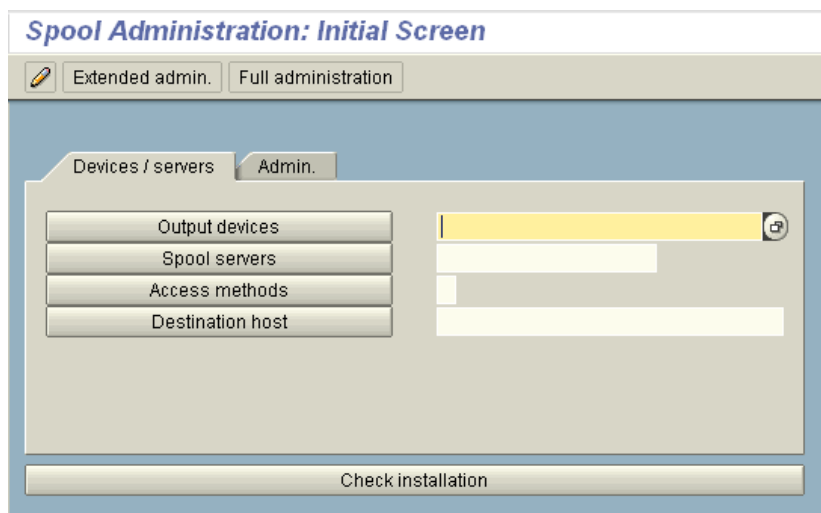 Spool Administration: Initial Screen
Extended admin. Full administration
Devices / servers Admin.
Output devices
Spool servers
Access methods
Destination host
Check installation